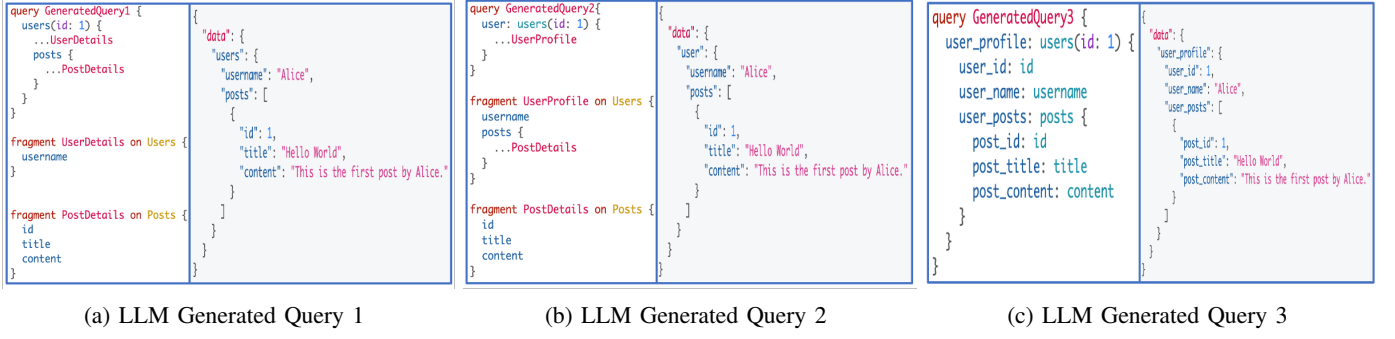 query GeneratedQuery1 {
users(id: 1) {
...UserDetails
posts {
...PostDetails
}
}
}
fragment UserDetails on Users {
username
}
fragment PostDetails on Posts {
id
title
content
}
{
"data": {
"users": {
"username": "Alice",
"posts": [
{
"id": 1,
"title": "Hello World",
"content": "This is the first post by Alice."
}
]
}
}
}
(a) LLM Generated Query 1
query GeneratedQuery2{
user: users(id: 1) {
...UserProfile
}
}
fragment UserProfile on Users {
username
posts {
...PostDetails
}
}
fragment PostDetails on Posts {
id
title
content
}
{
"data": {
"user": {
"username": "Alice",
"posts": [
{
"id": 1,
"title": "Hello World",
"content": "This is the first post by Alice."
}
]
}
}
}
(b) LLM Generated Query 2
query GeneratedQuery3 {
user_profile: users(id: 1) {
user_id: id
user_name: username
user_posts: posts {
post_id: id
post_title: title
post_content: content
}
}
}
{
"data": {
"user_profile": {
"user_id": 1,
"user_name": "Alice",
"user_posts": [
{
"post_id": 1,
"post_title": "Hello World",
"post_content": "This is the first post by Alice."
}
]
}
}
}
(c) LLM Generated Query 3